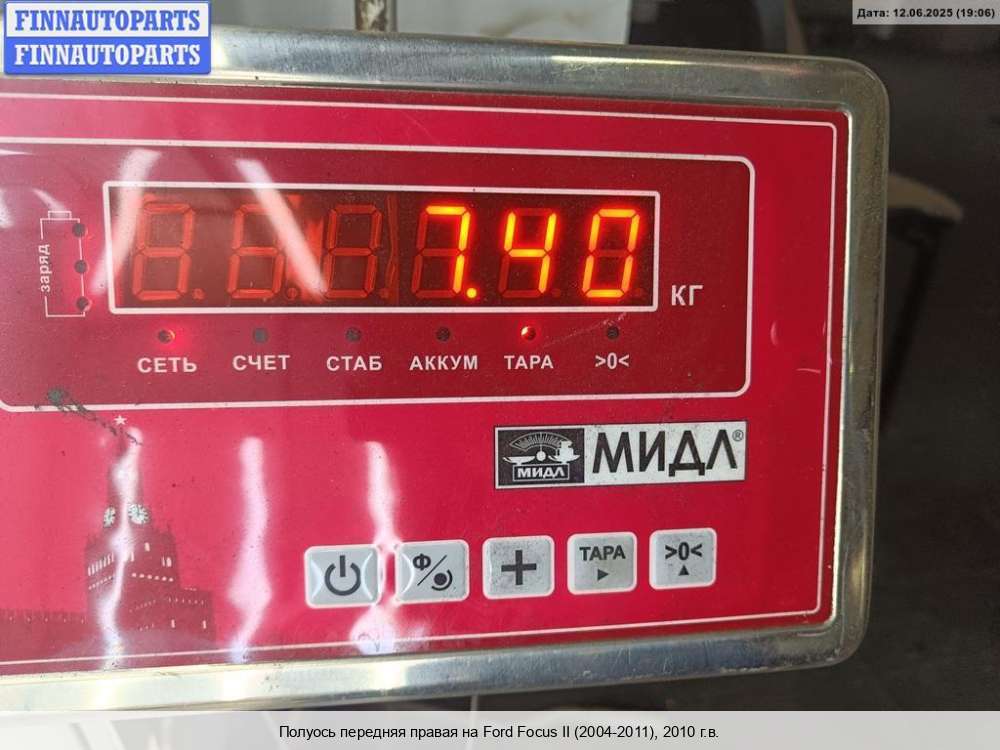 FINNAUTOPARTS
FINNAUTOPARTS
Дата: 12.06.2025 (19:06)
заряд
7.40
КГ
СЕТЬ СЧЕТ СТАБ АККУМ ТАРА >0<
МИДЛ МИДЛ®
Ф/ + ТАРА >0<
Полуось передняя правая на Ford Focus II (2004-2011), 2010 г.в.